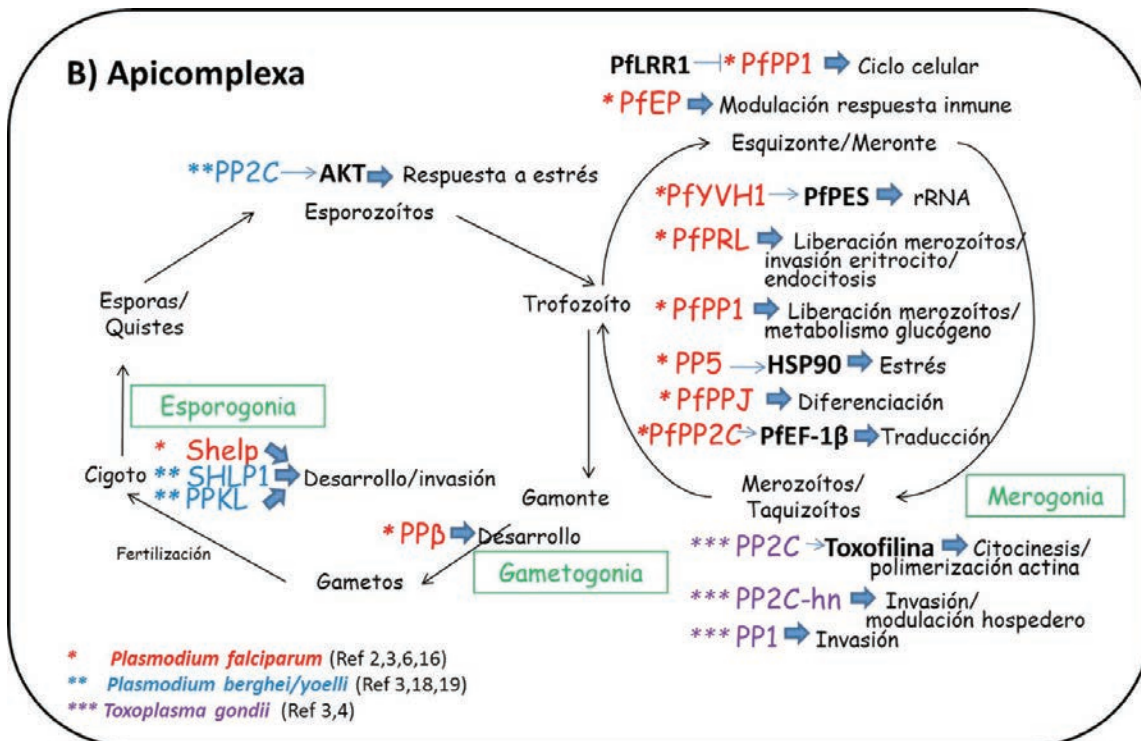 B) Apicomplexa
PfLRR1 * PfPP1 Ciclo celular
* PfEP Modulación respuesta inmune
Esquizonte/Meronte
**PP2C AKT Respuesta a estrés
Esporozoítos
*PfYVH1 PfPES rRNA
* PfPRL Liberación merozoítos/
invasión eritrocito/
endocitosis
Esporas/
Quistes
Trofozoíto
* PfPP1 Liberación merozoítos/
metabolismo glucógeno
* PP5 HSP90 Estrés
* PfPPJ Diferenciación
*PfPP2C PfEF-1β Traducción
Esporogonia
* Shelp
Cigoto ** SHLP1 Desarrollo/invasión
** PPKL
Gamonte
Merozoítos/
Taquizoítos
Merogonia
* PPβ Desarrollo
Fertilización
Gametos
Gametogonia
*** PP2C Toxofilina Citocinesis/
polimerización actina
*** PP2C-hn Invasión/
modulación hospedero
*** PP1 Invasión
* Plasmodium falciparum (Ref 2,3,6,16)
** Plasmodium berghei/yoelli (Ref 3,18,19)
*** Toxoplasma gondii (Ref 3,4)